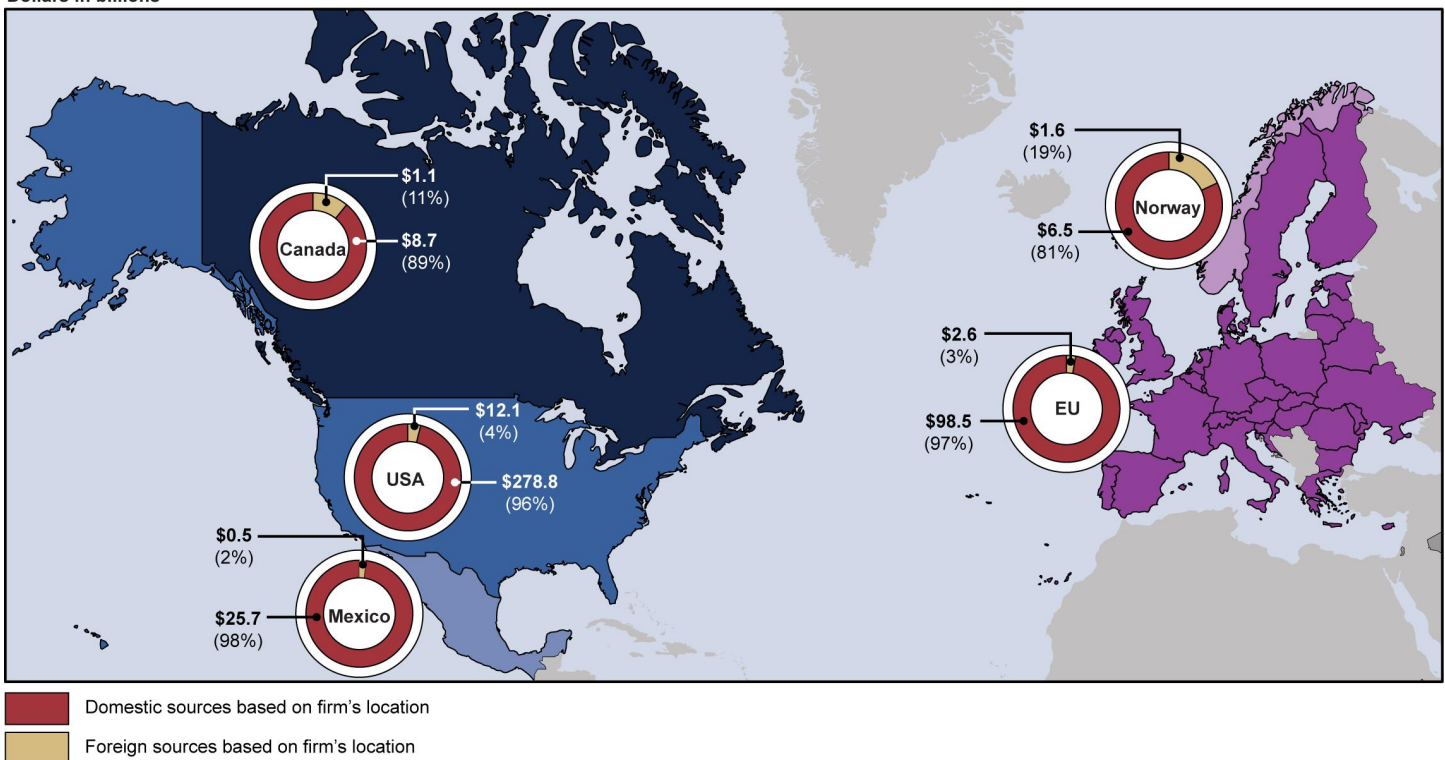 Dollars in billions
$1.1
(11%)
Canada
$8.7
(89%)
$1.6
(19%)
Norway
$6.5
(81%)
$2.6
(3%)
EU
$98.5
(97%)
$12.1
(4%)
USA
$278.8
(96%)
$0.5
(2%)
Mexico
$25.7
(98%)
Domestic sources based on firm's location
Foreign sources based on firm's location